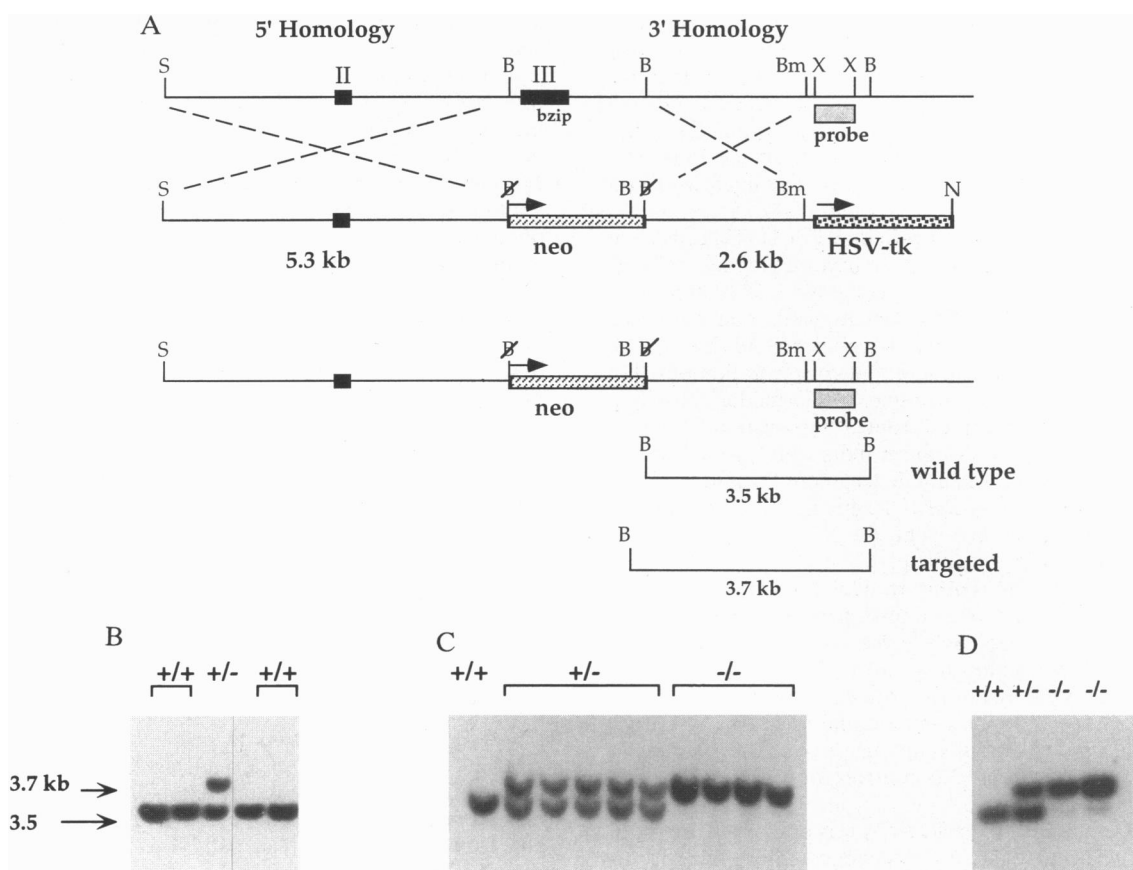 A
5' Homology 3' Homology
S II B III B Bm X X B
bzip
probe
S B B B Bm N
neo HSV-tk
5.3 kb 2.6 kb
S B B B Bm X X B
neo probe
B B
wild type
3.5 kb
B B
targeted
3.7 kb
B C D
+/+ +/- +/+
+/+ +/- -/-
+/+ +/- -/- -/-
3.7 kb
3.5